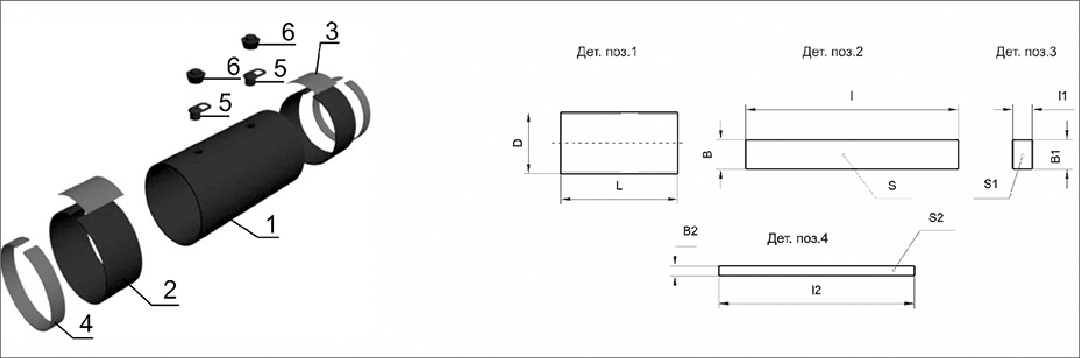 6
3
6
5
5
1
2
4
Дет. поз.1
Дет. поз.2
Дет. поз.3
D
L
l
B
S
l1
B1
S1
Дет. поз.4
B2
S2
l2